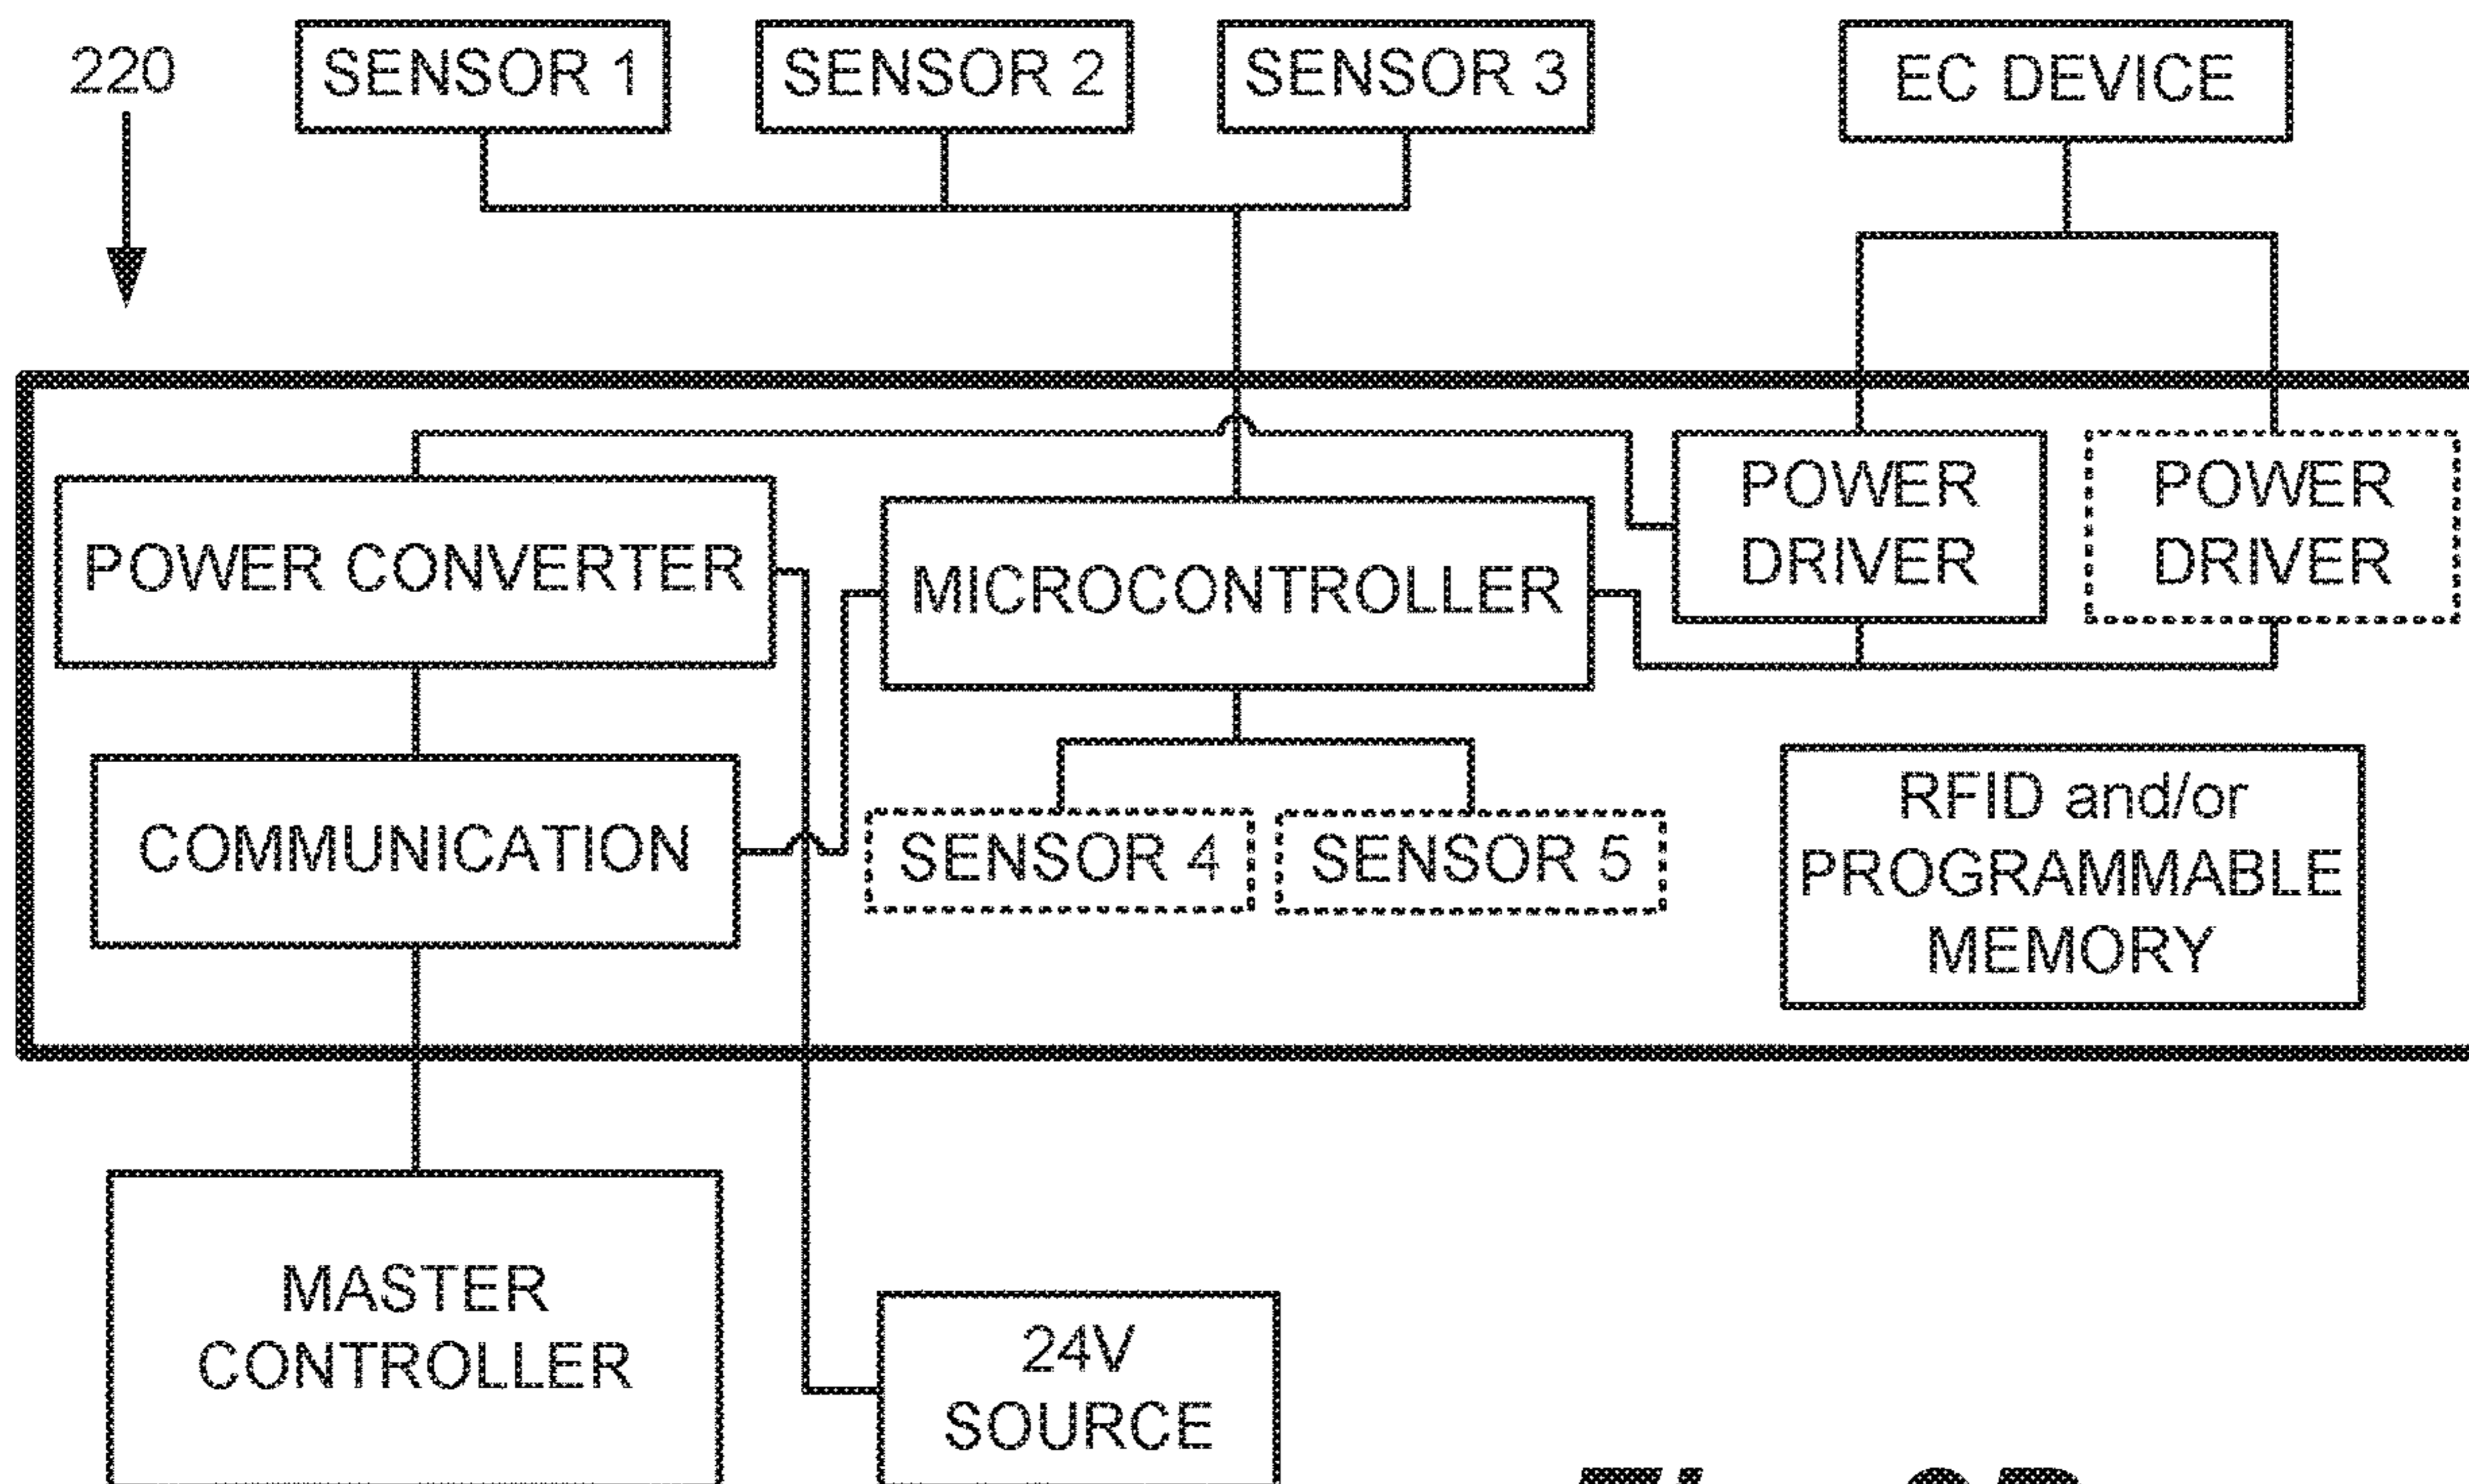 220
SENSOR 1
SENSOR 2
SENSOR 3
EC DEVICE
POWER CONVERTER
MICROCONTROLLER
POWER
DRIVER
POWER
DRIVER
COMMUNICATION
SENSOR 4
SENSOR 5
RFID and/or
PROGRAMMABLE
MEMORY
MASTER
CONTROLLER
24V
SOURCE